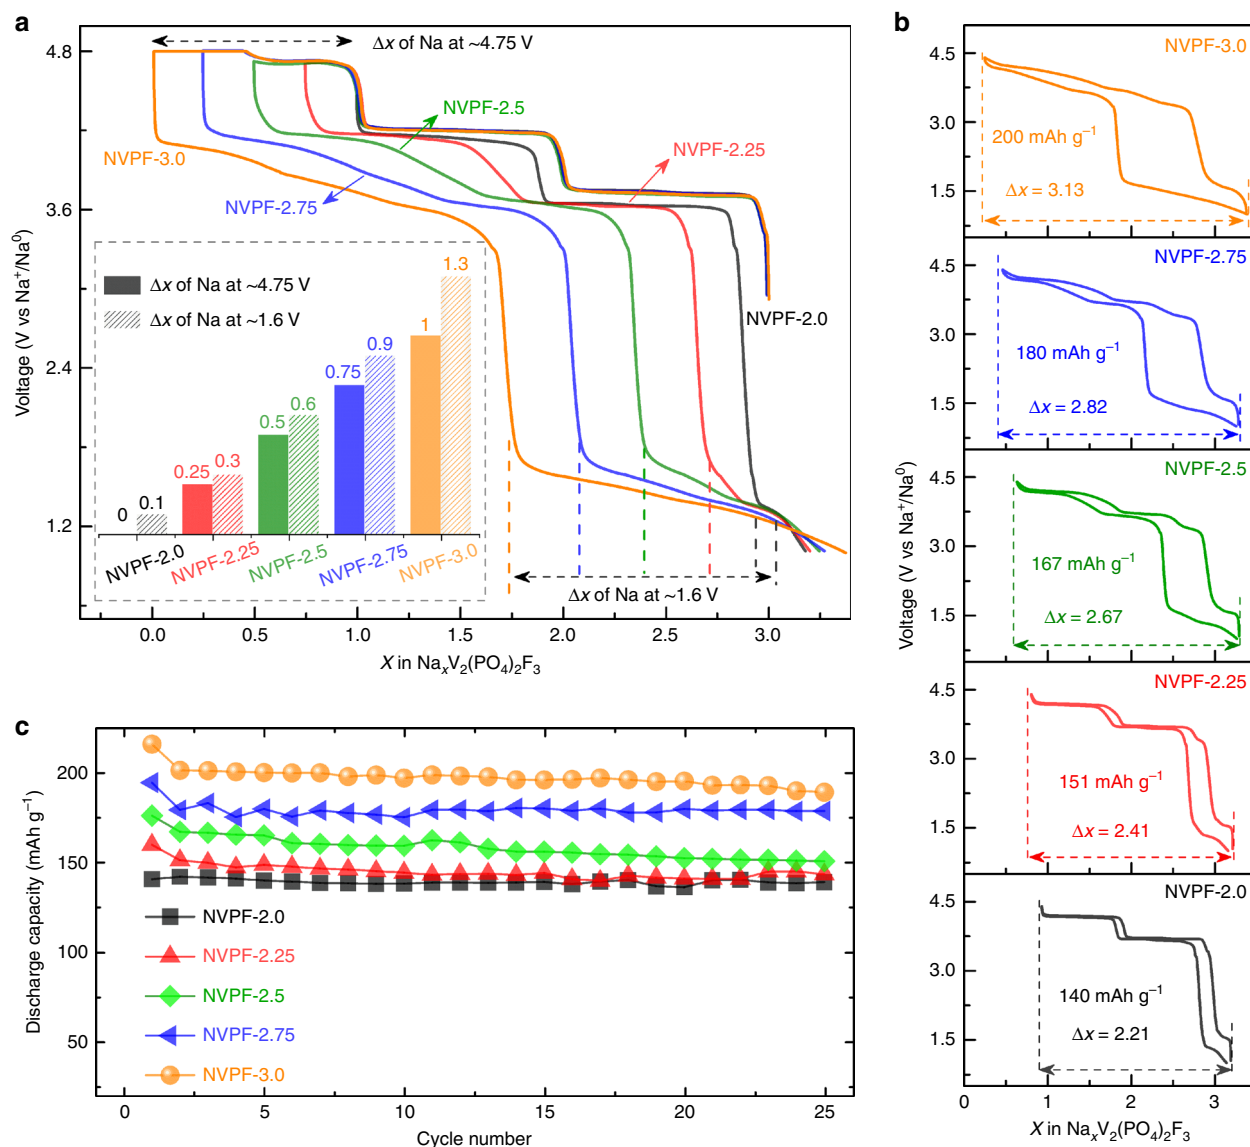 a
Δx of Na at ~4.75 V
4.8
3.6
2.4
1.2
Voltage (V vs Na⁺/Na⁰)
NVPF-3.0
NVPF-2.75
NVPF-2.5
NVPF-2.25
NVPF-2.0
Δx of Na at ~4.75 V
Δx of Na at ~1.6 V
0
0.1
0.25
0.3
0.5
0.6
0.75
0.9
1
1.3
NVPF-2.0
NVPF-2.25
NVPF-2.5
NVPF-2.75
NVPF-3.0
Δx of Na at ~1.6 V
0.0
0.5
1.0
1.5
2.0
2.5
3.0
X in NaₓV₂(PO₄)₂F₃
b
NVPF-3.0
4.5
3.0
1.5
200 mAh g⁻¹
Δx = 3.13
NVPF-2.75
4.5
3.0
1.5
180 mAh g⁻¹
Δx = 2.82
NVPF-2.5
4.5
3.0
1.5
167 mAh g⁻¹
Δx = 2.67
Voltage (V vs Na⁺/Na⁰)
NVPF-2.25
4.5
3.0
1.5
151 mAh g⁻¹
Δx = 2.41
NVPF-2.0
4.5
3.0
1.5
140 mAh g⁻¹
Δx = 2.21
0
1
2
3
X in NaₓV₂(PO₄)₂F₃
c
Discharge capacity (mAh g⁻¹)
200
150
100
50
NVPF-2.0
NVPF-2.25
NVPF-2.5
NVPF-2.75
NVPF-3.0
0
5
10
15
20
25
Cycle number